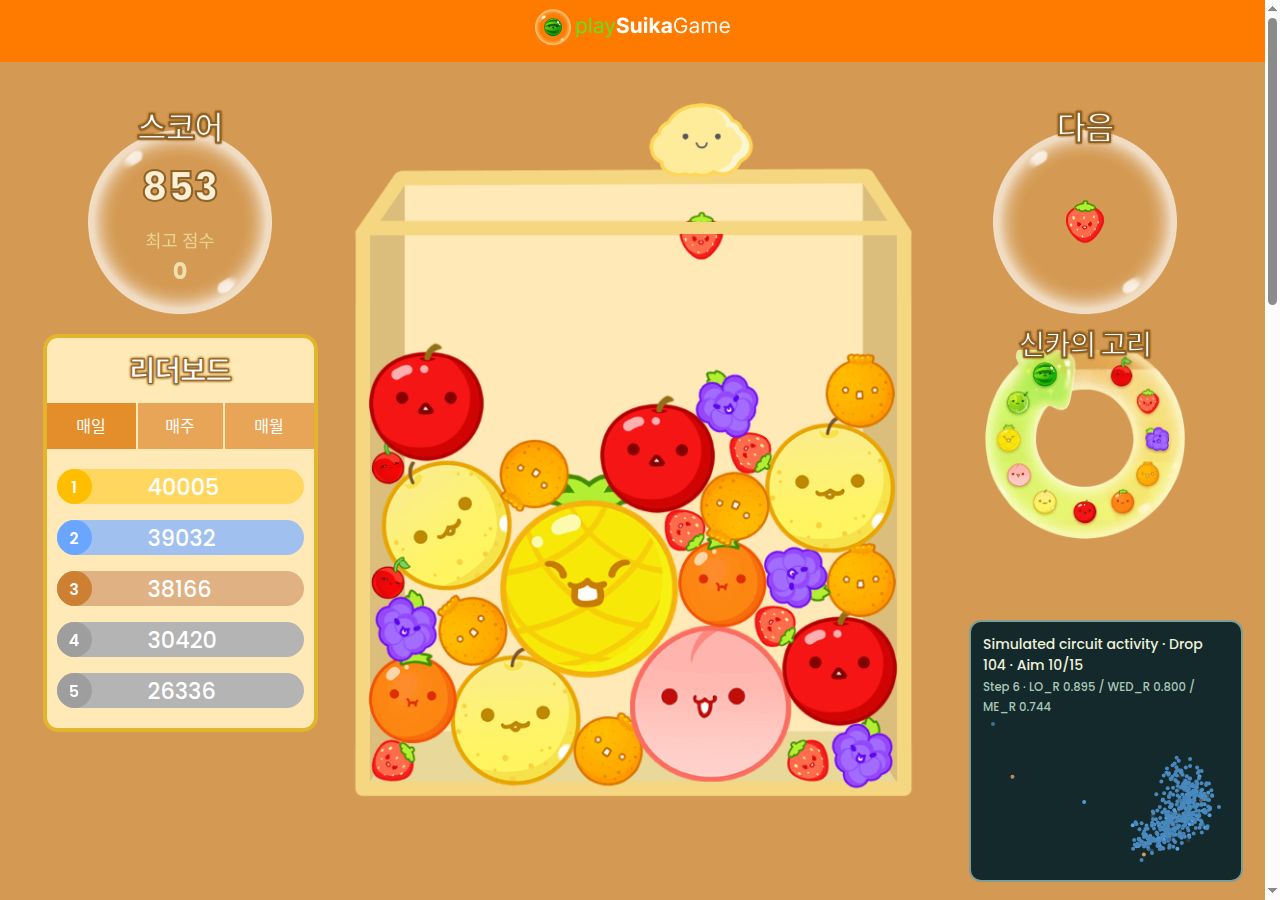 playSuikaGame
스코어
853
최고 점수
0
리더보드
매일 매주 매월
1 40005
2 39032
3 38166
4 30420
5 26336
다음
신카의 고리
Simulated circuit activity · Drop
104 · Aim 10/15
Step 6 · LO_R 0.895 / WED_R 0.800 /
ME_R 0.744